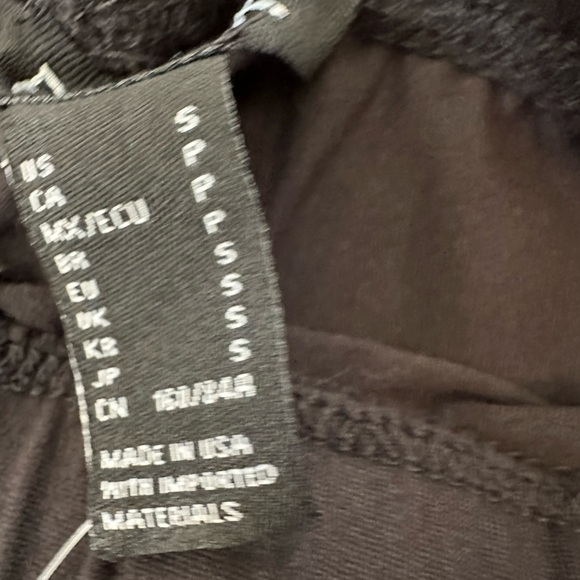 US S
CA P
MX/ECU P
BR P
EU S
UK S
KR S
JP S
CN 160/84A
MADE IN USA
WITH IMPORTED
MATERIALS